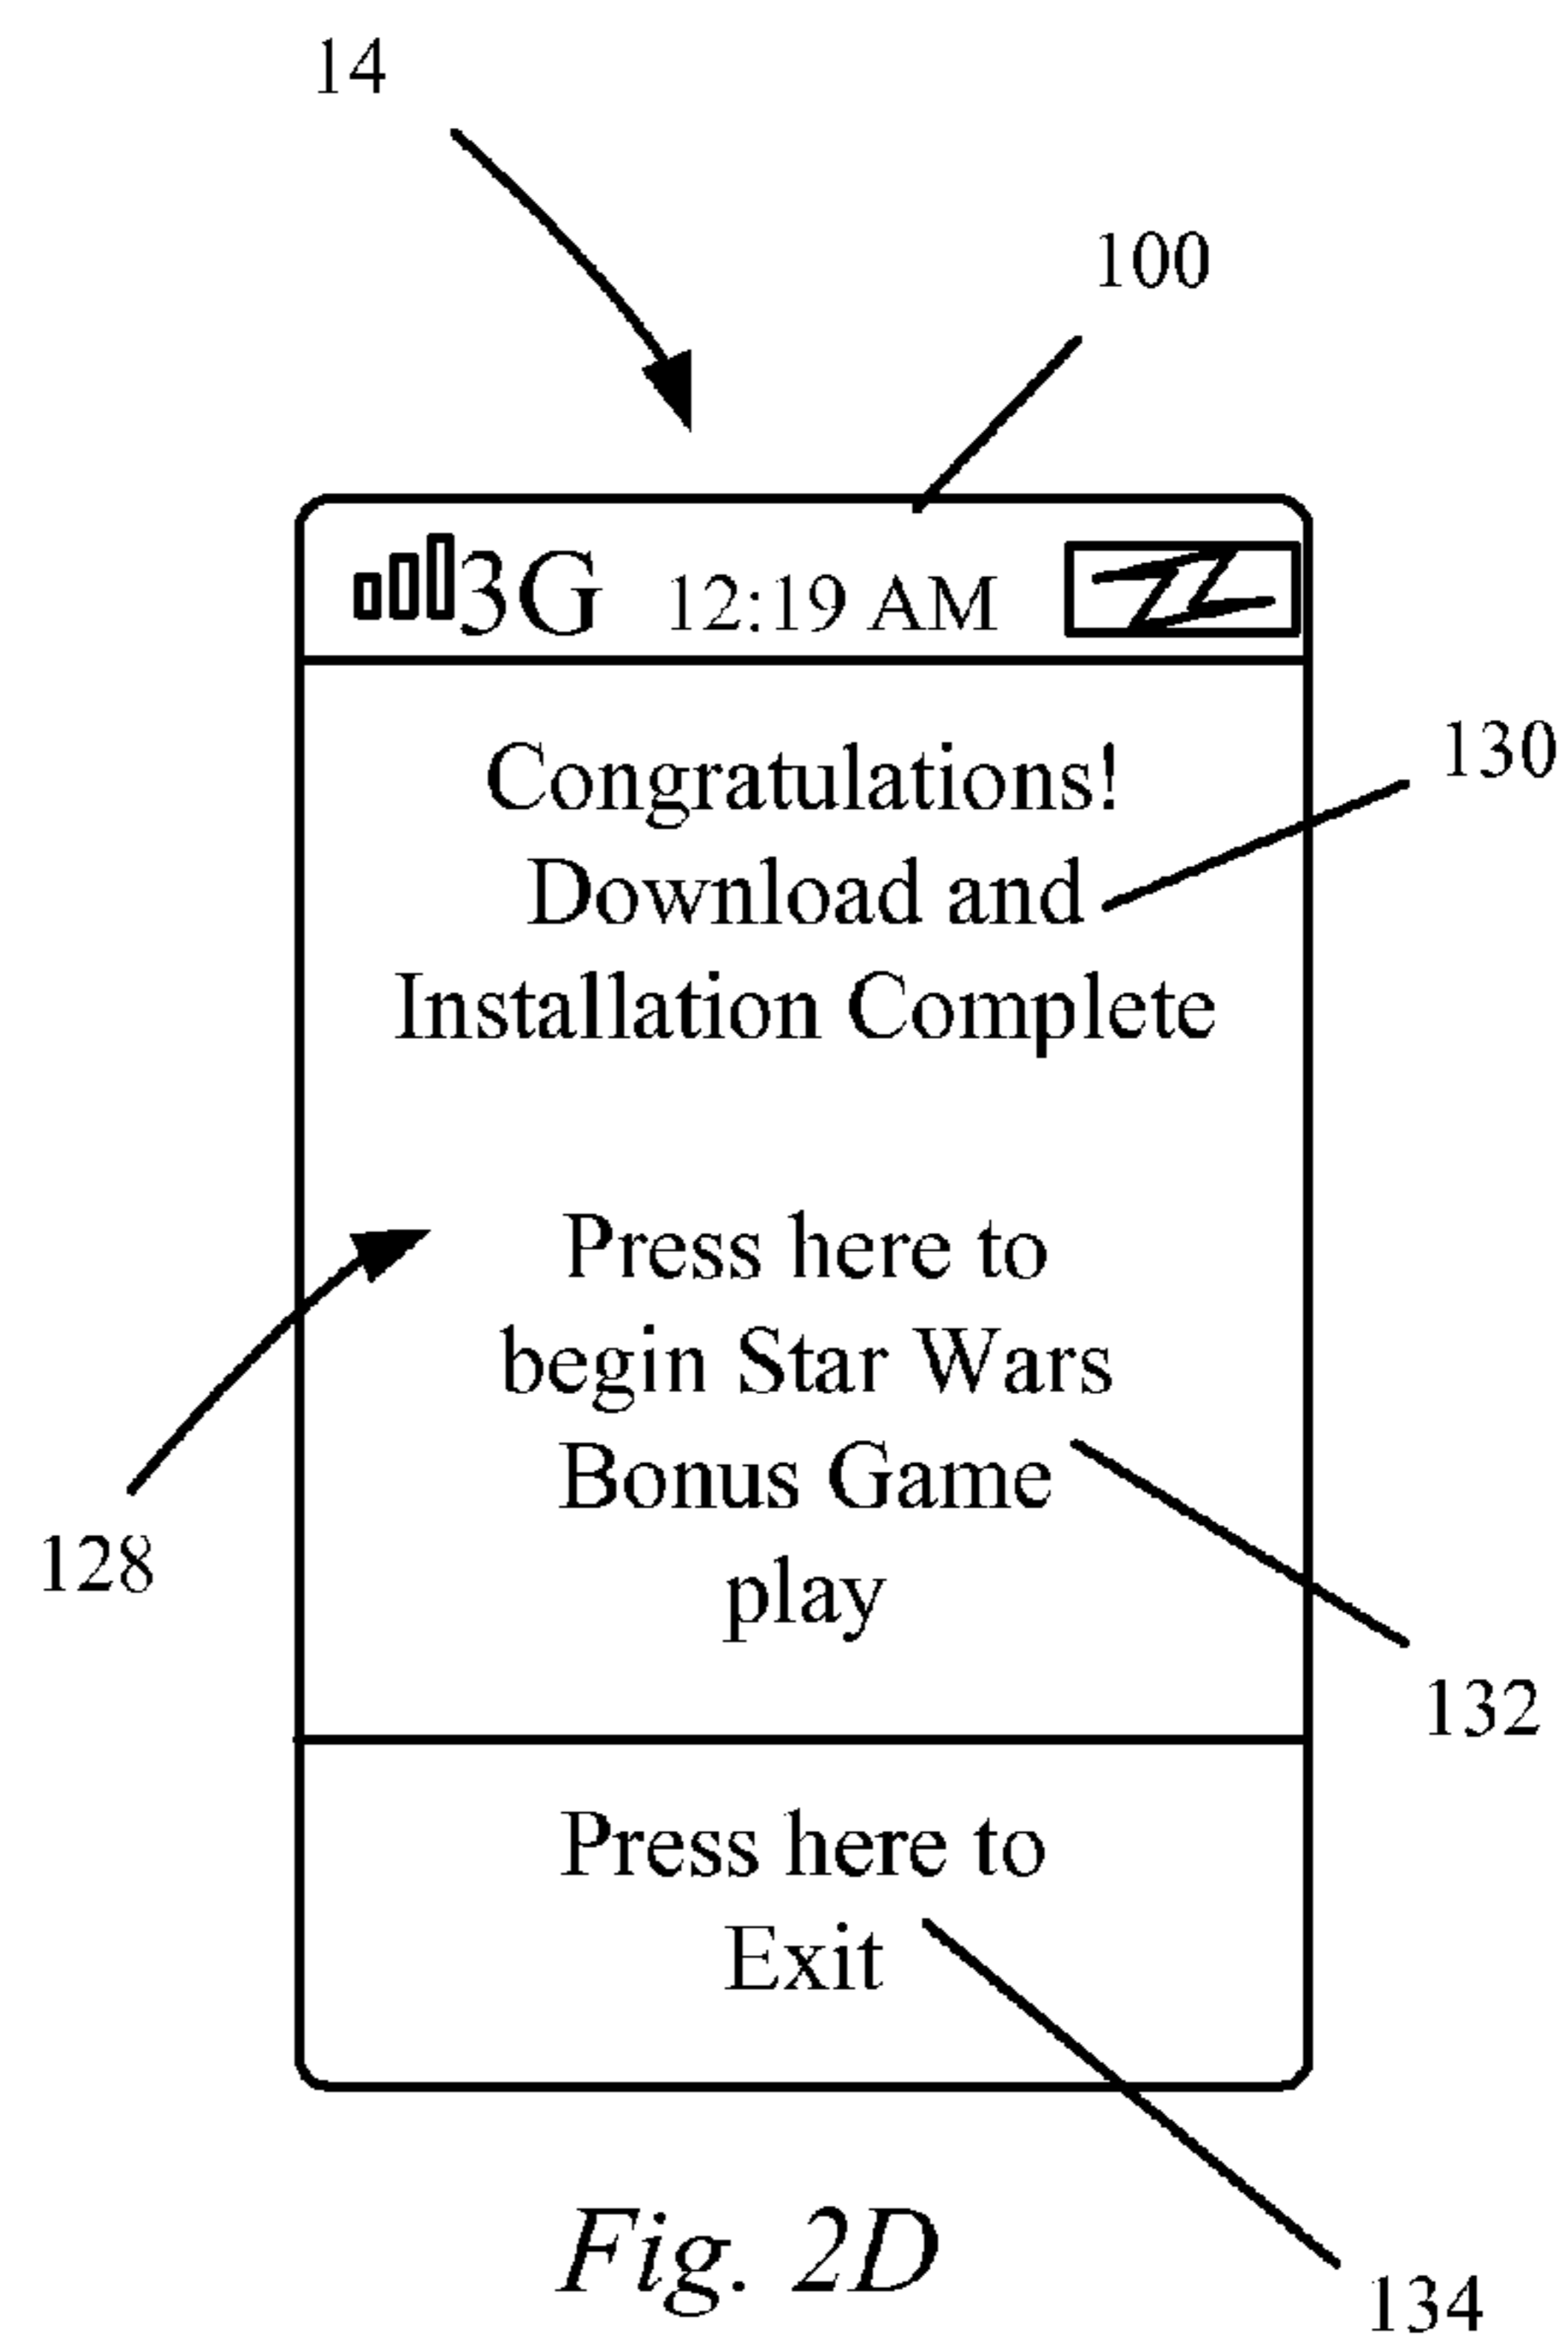 14
100
3G 12:19 AM
Congratulations!
130
Download and
Installation Complete
Press here to
begin Star Wars
Bonus Game
128
play
132
Press here to
Exit
Fig. 2D
134